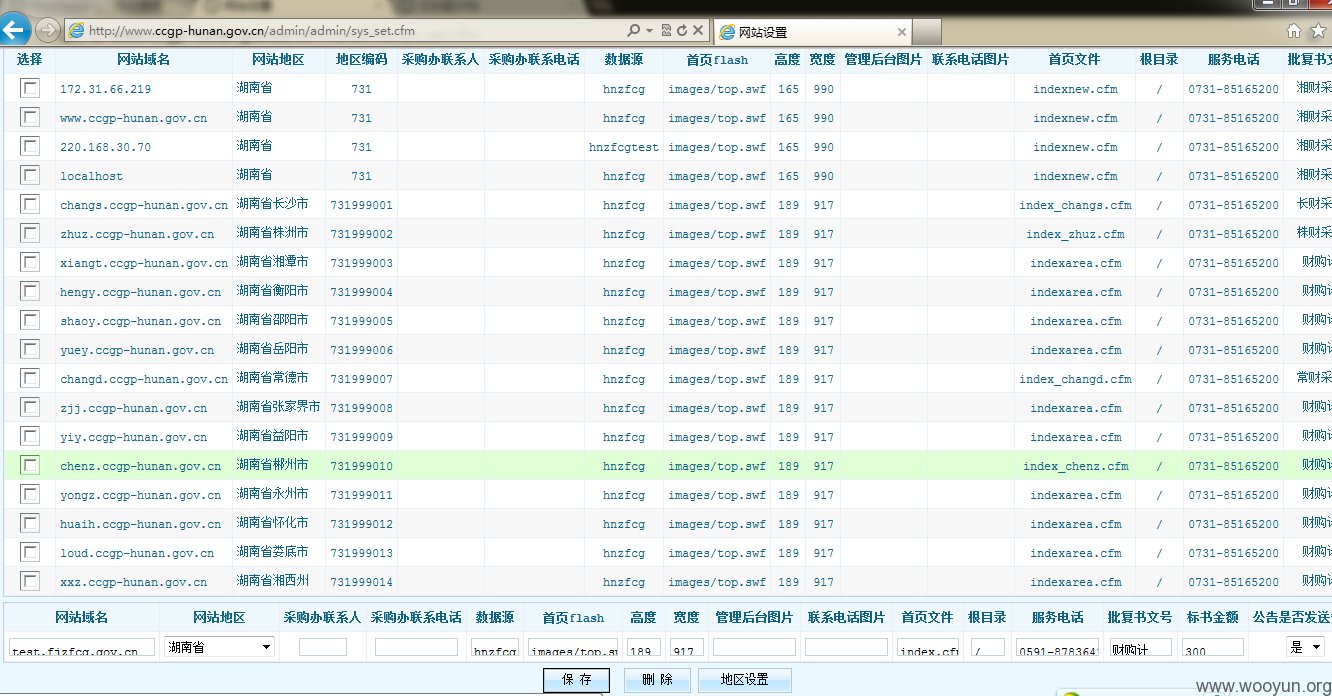 http://www.ccgp-hunan.gov.cn/admin/admin/sys_set.cfm 网站设置
选择 网站域名 网站地区 地区编码 采购办联系人 采购办联系电话 数据源 首页flash 高度 宽度 管理后台图片 联系电话图片 首页文件 根目录 服务电话 批复书文
172.31.66.219 湖南省 731 hnzfcg images/top.swf 165 990 indexnew.cfm / 0731-85165200 湘财采
www.ccgp-hunan.gov.cn 湖南省 731 hnzfcg images/top.swf 165 990 indexnew.cfm / 0731-85165200 湘财采
220.168.30.70 湖南省 731 hnzfcgtest images/top.swf 165 990 indexnew.cfm / 0731-85165200 湘财采
localhost 湖南省 731 hnzfcg images/top.swf 165 990 indexnew.cfm / 0731-85165200 湘财采
changs.ccgp-hunan.gov.cn 湖南省长沙市 731999001 hnzfcg images/top.swf 189 917 index_changs.cfm / 0731-85165200 长财采
zhuz.ccgp-hunan.gov.cn 湖南省株洲市 731999002 hnzfcg images/top.swf 189 917 index_zhuz.cfm / 0731-85165200 株财采
xiangt.ccgp-hunan.gov.cn 湖南省湘潭市 731999003 hnzfcg images/top.swf 189 917 indexarea.cfm / 0731-85165200 财购计
hengy.ccgp-hunan.gov.cn 湖南省衡阳市 731999004 hnzfcg images/top.swf 189 917 indexarea.cfm / 0731-85165200 财购计
shaoy.ccgp-hunan.gov.cn 湖南省邵阳市 731999005 hnzfcg images/top.swf 189 917 indexarea.cfm / 0731-85165200 财购计
yuey.ccgp-hunan.gov.cn 湖南省岳阳市 731999006 hnzfcg images/top.swf 189 917 indexarea.cfm / 0731-85165200 财购计
changd.ccgp-hunan.gov.cn 湖南省常德市 731999007 hnzfcg images/top.swf 189 917 index_changd.cfm / 0731-85165200 常财采
zjj.ccgp-hunan.gov.cn 湖南省张家界市 731999008 hnzfcg images/top.swf 189 917 indexarea.cfm / 0731-85165200 财购计
yiy.ccgp-hunan.gov.cn 湖南省益阳市 731999009 hnzfcg images/top.swf 189 917 indexarea.cfm / 0731-85165200 财购计
chenz.ccgp-hunan.gov.cn 湖南省郴州市 731999010 hnzfcg images/top.swf 189 917 index_chenz.cfm / 0731-85165200 财购计
yongz.ccgp-hunan.gov.cn 湖南省永州市 731999011 hnzfcg images/top.swf 189 917 indexarea.cfm / 0731-85165200 财购计
huaih.ccgp-hunan.gov.cn 湖南省怀化市 731999012 hnzfcg images/top.swf 189 917 indexarea.cfm / 0731-85165200 财购计
loud.ccgp-hunan.gov.cn 湖南省娄底市 731999013 hnzfcg images/top.swf 189 917 indexarea.cfm / 0731-85165200 财购计
xxz.ccgp-hunan.gov.cn 湖南省湘西州 731999014 hnzfcg images/top.swf 189 917 indexarea.cfm / 0731-85165200 财购计
网站域名 网站地区 采购办联系人 采购办联系电话 数据源 首页flash 高度 宽度 管理后台图片 联系电话图片 首页文件 根目录 服务电话 批复书文号 标书金额 公告是否发送
test.fjzfcg.gov.cn 湖南省 hnzfcg images/top.sw 189 917 index.cfm / 0591-8783641 财购计 300 是
保 存 删 除 地区设置
www.wooyun.org